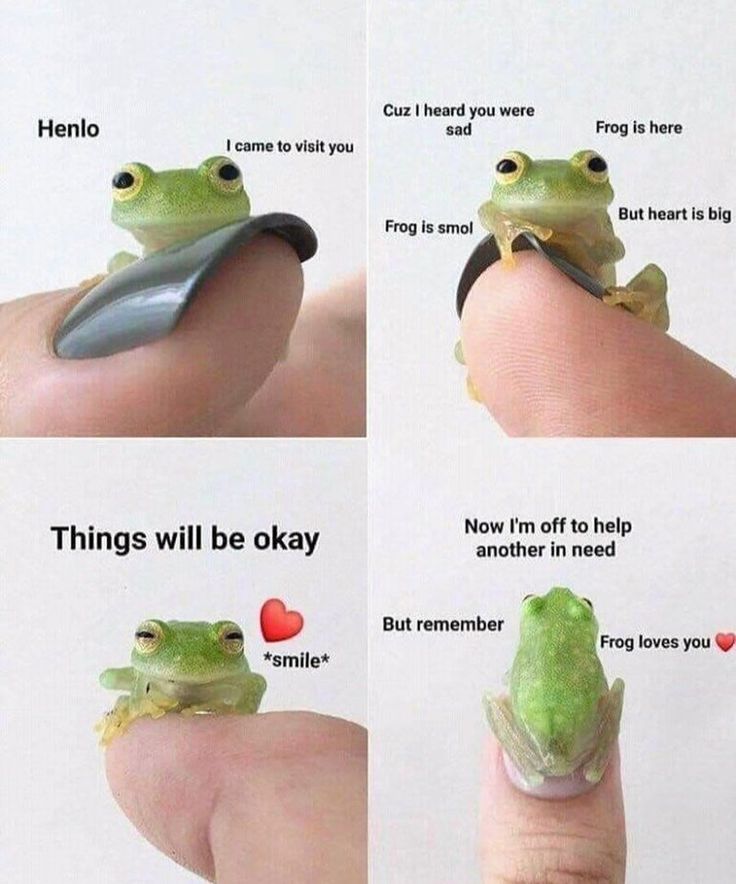 Henlo
I came to visit you
Cuz I heard you were
sad
Frog is here
Frog is smol
But heart is big
Things will be okay
*smile*
Now I'm off to help
another in need
But remember
Frog loves you ❤